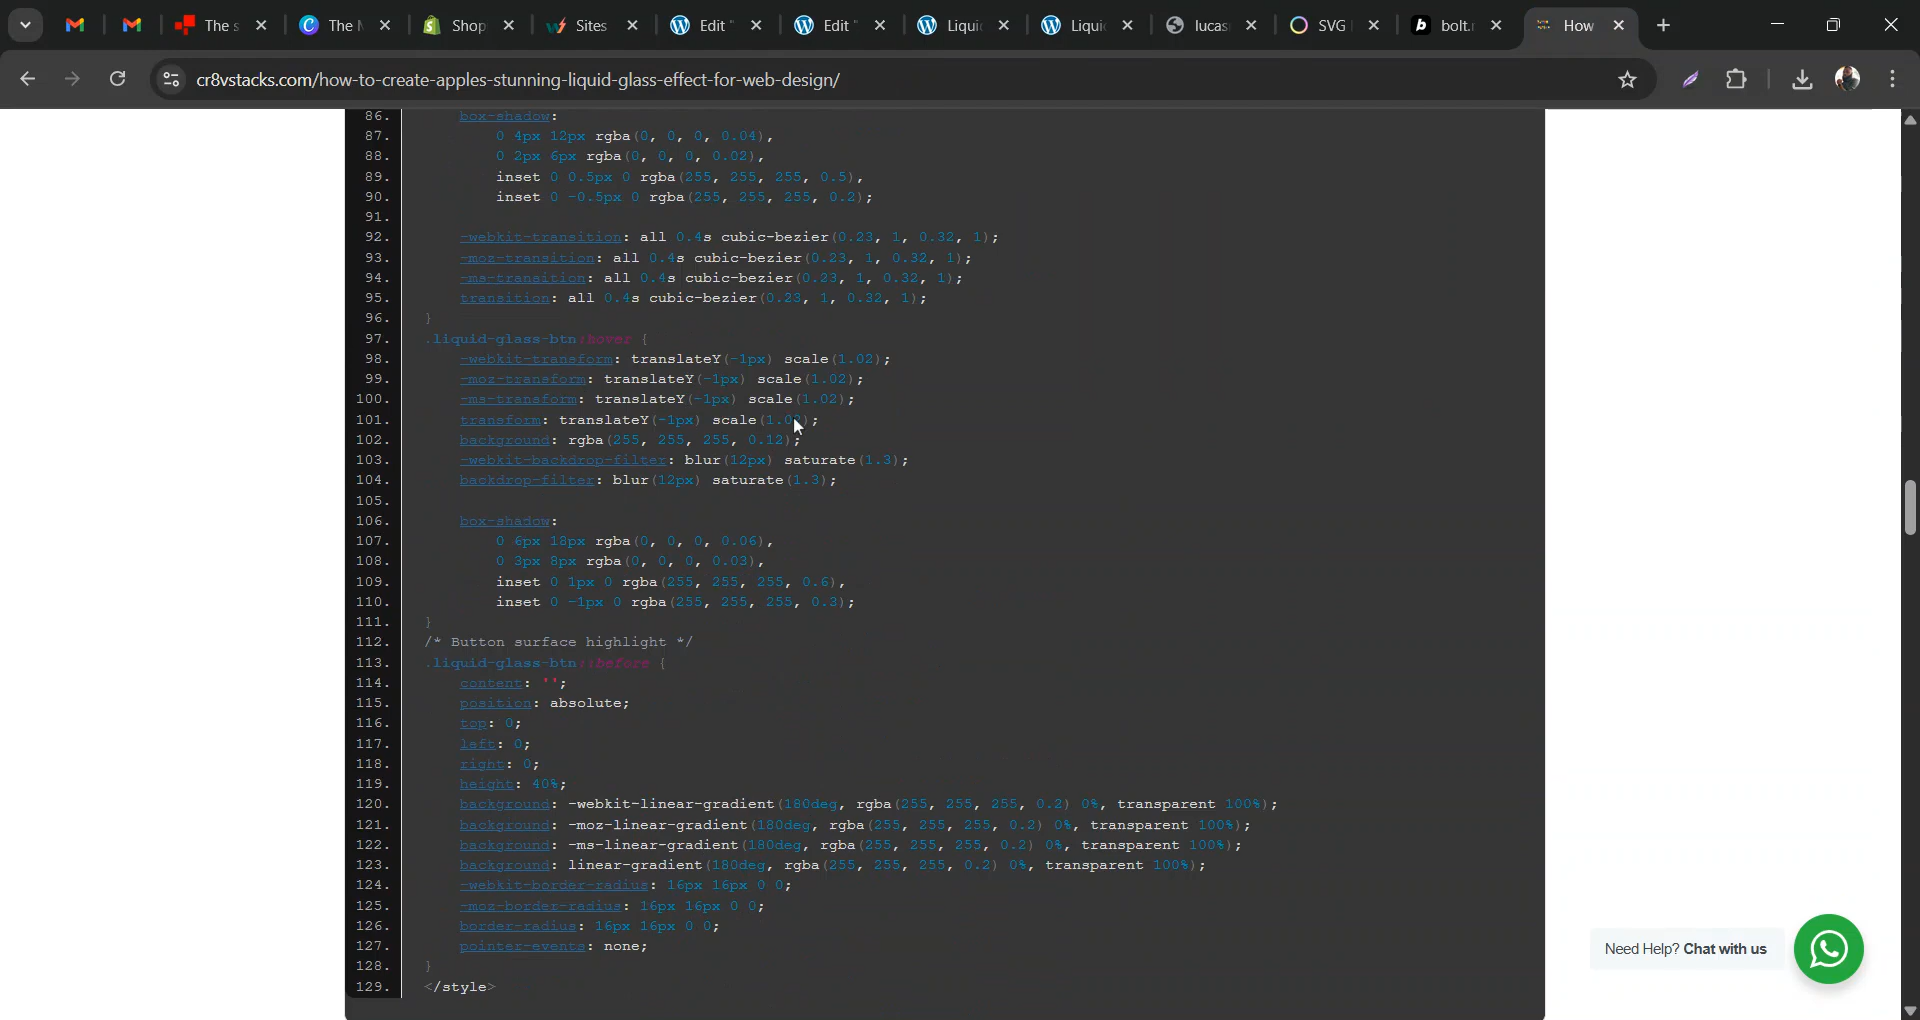 The s
The N
Shop
Sites
Edit "
Edit "
Liqui
Liqui
lucas
SVG
bolt.
How
cr8vstacks.com/how-to-create-apples-stunning-liquid-glass-effect-for-web-design/
86. box-shadow:
87. 0 4px 12px rgba(0, 0, 0, 0.04),
88. 0 2px 6px rgba(0, 0, 0, 0.02),
89. inset 0 0.5px 0 rgba(255, 255, 255, 0.5),
90. inset 0 -0.5px 0 rgba(255, 255, 255, 0.2);
91.
92. -webkit-transition: all 0.4s cubic-bezier(0.23, 1, 0.32, 1);
93. -moz-transition: all 0.4s cubic-bezier(0.23, 1, 0.32, 1);
94. -ms-transition: all 0.4s cubic-bezier(0.23, 1, 0.32, 1);
95. transition: all 0.4s cubic-bezier(0.23, 1, 0.32, 1);
96. }
97. .liquid-glass-btn:hover {
98. -webkit-transform: translateY(-1px) scale(1.02);
99. -moz-transform: translateY(-1px) scale(1.02);
100. -ms-transform: translateY(-1px) scale(1.02);
101. transform: translateY(-1px) scale(1.02);
102. background: rgba(255, 255, 255, 0.12);
103. -webkit-backdrop-filter: blur(12px) saturate(1.3);
104. backdrop-filter: blur(12px) saturate(1.3);
105.
106. box-shadow:
107. 0 6px 18px rgba(0, 0, 0, 0.06),
108. 0 3px 8px rgba(0, 0, 0, 0.03),
109. inset 0 1px 0 rgba(255, 255, 255, 0.6),
110. inset 0 -1px 0 rgba(255, 255, 255, 0.3);
111. }
112. /* Button surface highlight */
113. .liquid-glass-btn::before {
114. content: '';
115. position: absolute;
116. top: 0;
117. left: 0;
118. right: 0;
119. height: 40%;
120. background: -webkit-linear-gradient(180deg, rgba(255, 255, 255, 0.2) 0%, transparent 100%);
121. background: -moz-linear-gradient(180deg, rgba(255, 255, 255, 0.2) 0%, transparent 100%);
122. background: -ms-linear-gradient(180deg, rgba(255, 255, 255, 0.2) 0%, transparent 100%);
123. background: linear-gradient(180deg, rgba(255, 255, 255, 0.2) 0%, transparent 100%);
124. -webkit-border-radius: 16px 16px 0 0;
125. -moz-border-radius: 16px 16px 0 0;
126. border-radius: 16px 16px 0 0;
127. pointer-events: none;
128. }
129. </style>
Need Help? Chat with us